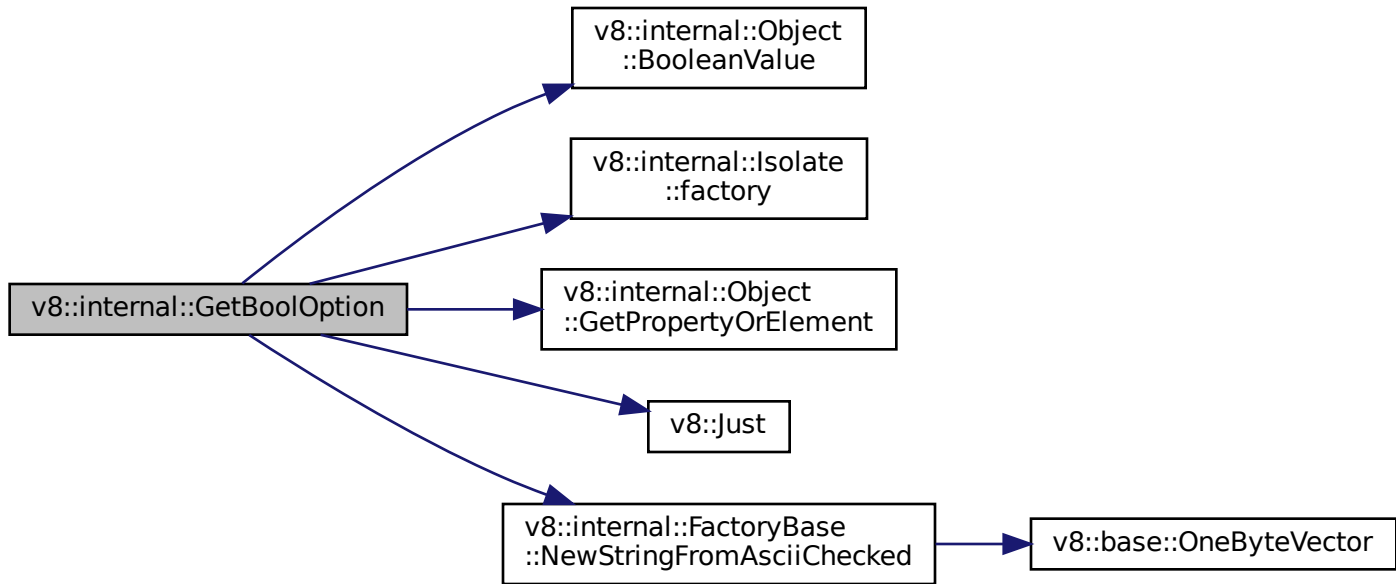 v8::internal::Object
::BooleanValue
v8::internal::Isolate
::factory
v8::internal::GetBoolOption
v8::internal::Object
::GetPropertyOrElement
v8::Just
v8::internal::FactoryBase
::NewStringFromAsciiChecked
v8::base::OneByteVector